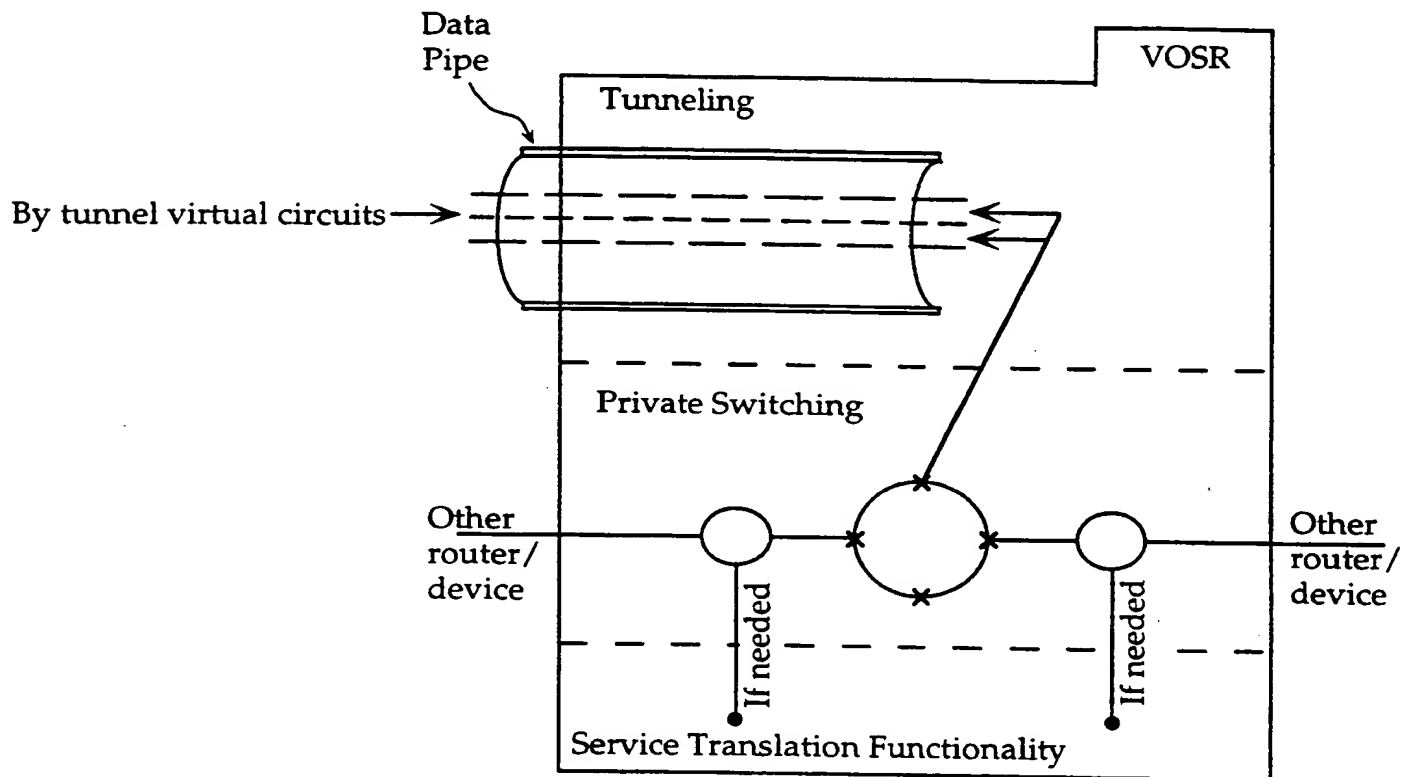 Data
Pipe
VOSR
Tunneling
By tunnel virtual circuits
Private Switching
Other
router/
device
If needed
If needed
Other
router/
device
Service Translation Functionality